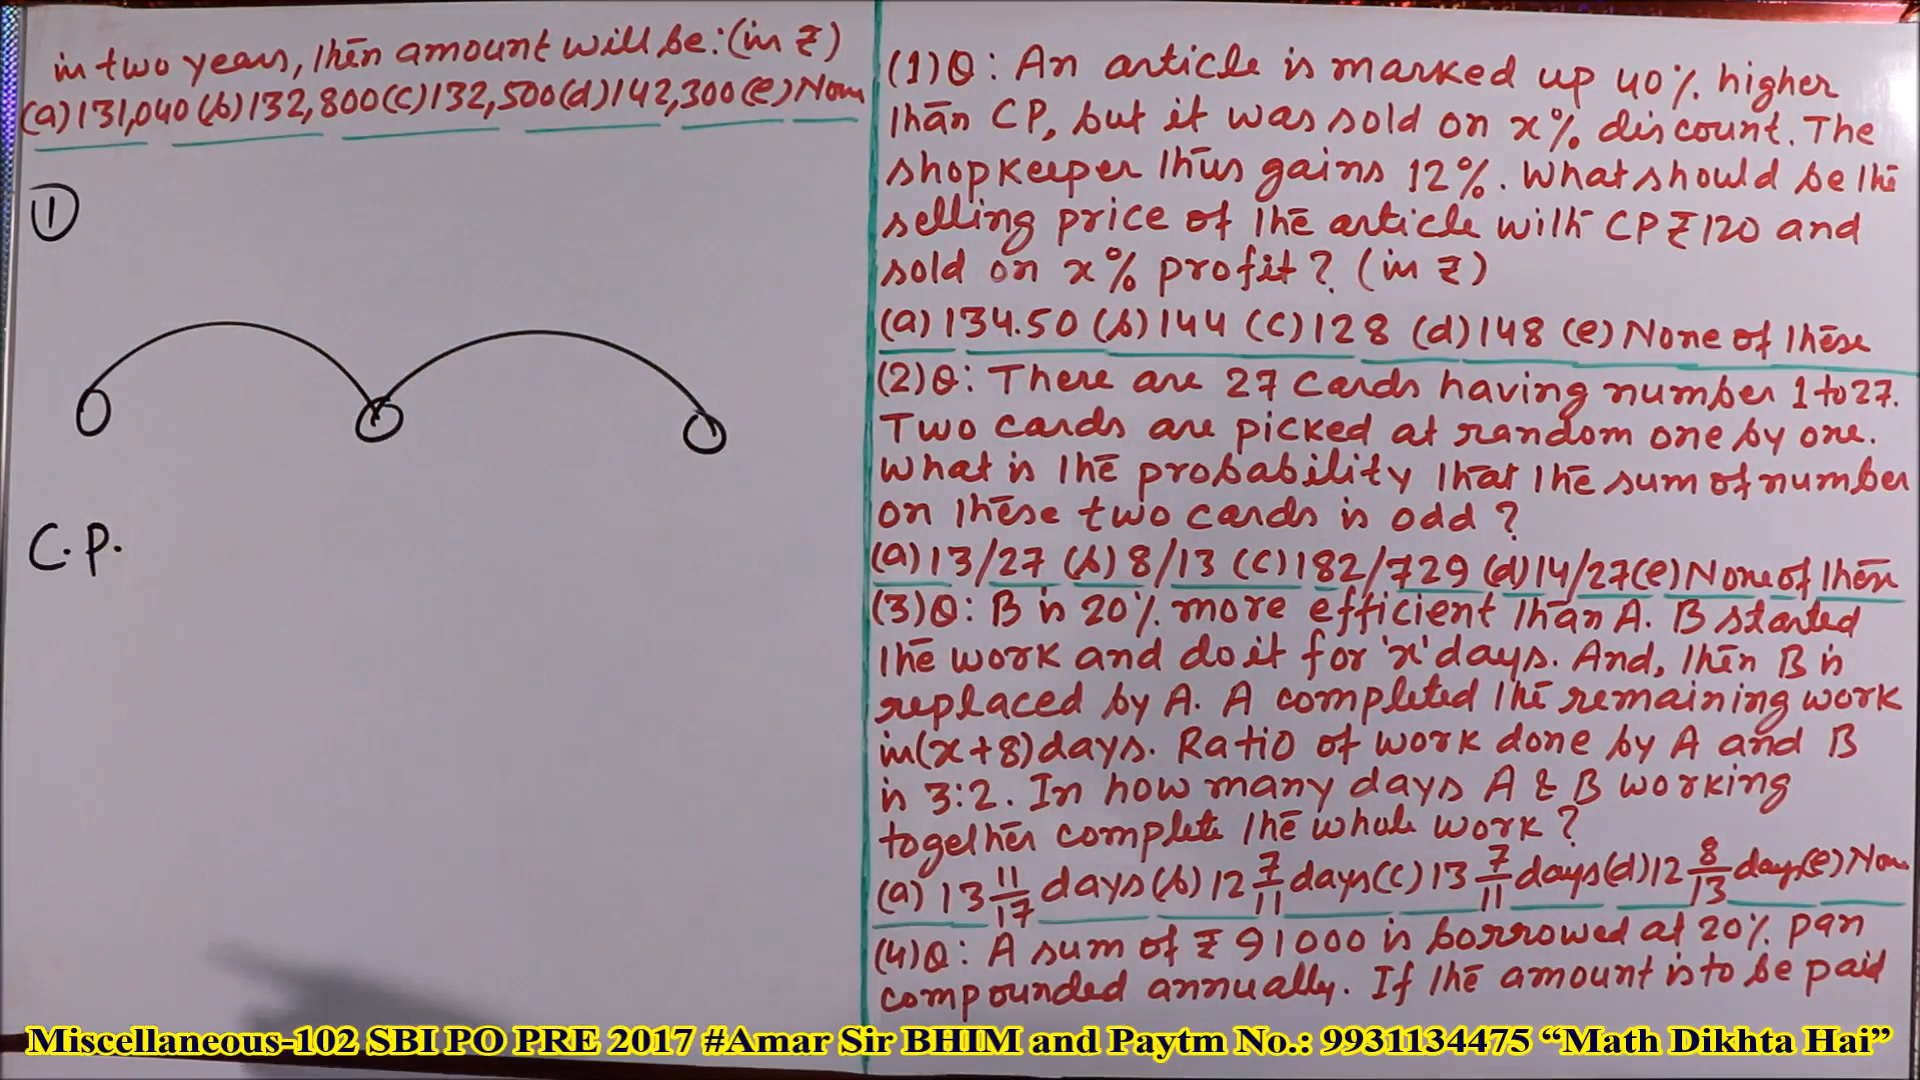 in two years, then amount will be: (in ₹)
(a) 131,040 (b) 132,800 (c) 132,500 (d) 142,300 (e) None
①
C.P.
(1) Q: An article is marked up 40% higher
than CP, but it was sold on x% discount. The
shopkeeper thus gains 12%. What should be the
selling price of the article with CP ₹ 120 and
sold on x% profit? (in ₹)
(a) 134.50 (b) 144 (c) 128 (d) 148 (e) None of these
(2) Q: There are 27 cards having number 1 to 27.
Two cards are picked at random one by one.
What is the probability that the sum of number
on these two cards is odd?
(a) 13/27 (b) 8/13 (c) 182/729 (d) 14/27 (e) None of these
(3) Q: B is 20% more efficient than A. B started
the work and do it for 'x' days. And, then B is
replaced by A. A completed the remaining work
in (x+8) days. Ratio of work done by A and B
is 3:2. In how many days A & B working
together complete the whole work?
(a) 13 11/17 days (b) 12 7/11 days (c) 13 7/11 days (d) 12 8/13 days (e) None
(4) Q: A sum of ₹ 91000 is borrowed at 20% pan
compounded annually. If the amount is to be paid
Miscellaneous-102 SBI PO PRE 2017 #Amar Sir BHIM and Paytm No.: 9931134475 “Math Dikhta Hai”